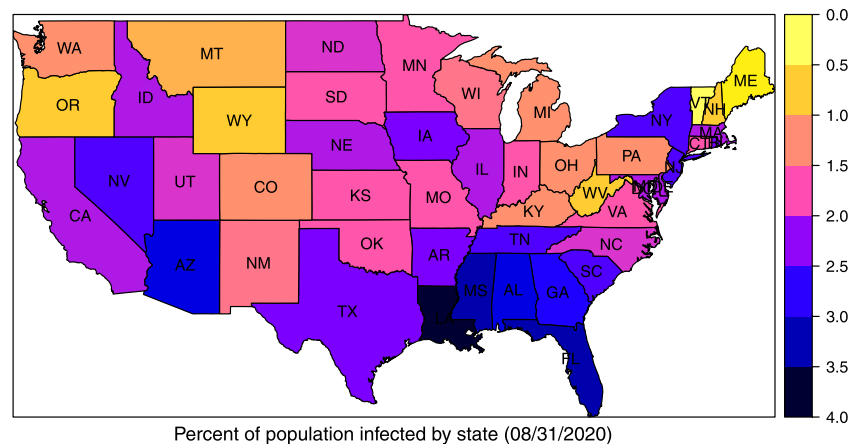 WA
MT
ND
MN
ME
OR
ID
SD
WI
VT
NH
WY
MI
NY
MA
NE
IA
PA
NV
UT
CO
IL
IN
OH
KS
MO
WV
CA
KY
VA
OK
TN
NC
AZ
NM
AR
SC
MS
AL
GA
TX
FL
0.0
0.5
1.0
1.5
2.0
2.5
3.0
3.5
4.0
Percent of population infected by state (08/31/2020)